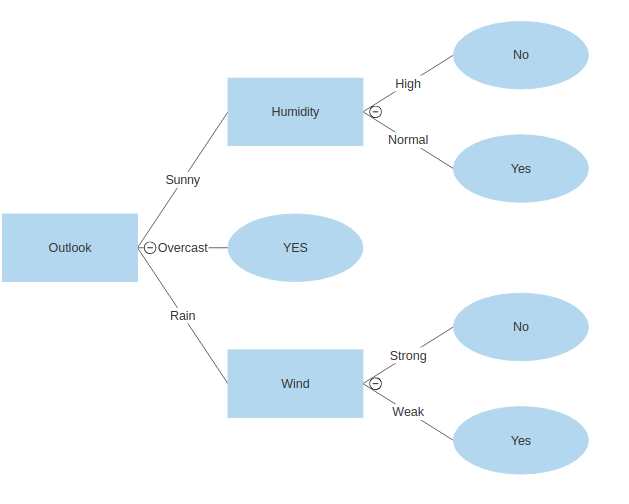 No
High
Humidity
Normal
Sunny
Yes
Outlook
Overcast
YES
Rain
No
Strong
Wind
Weak
Yes